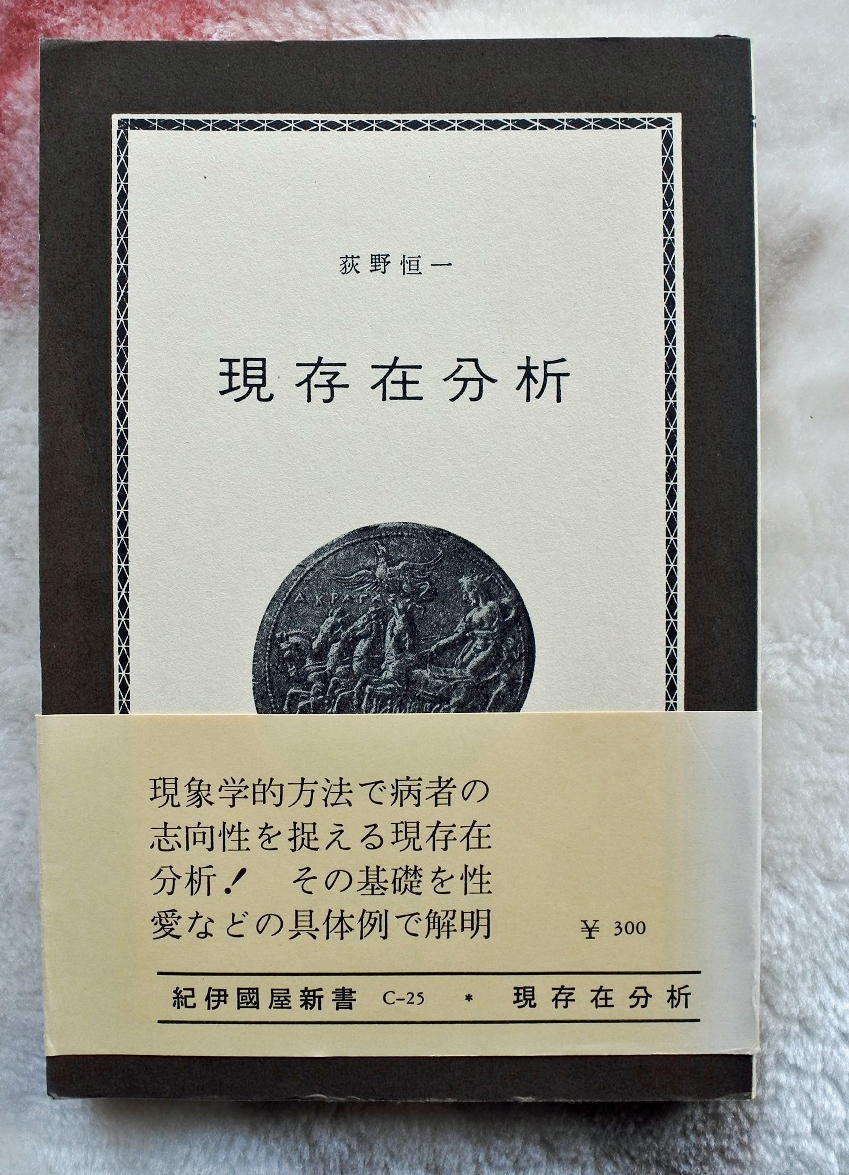 荻野恒一
現存在分析
現象学的方法で病者の
志向性を捉える現存在
分析！　その基礎を性
愛などの具体例で解明
¥ 300
紀伊國屋新書 C-25 * 現存在分析